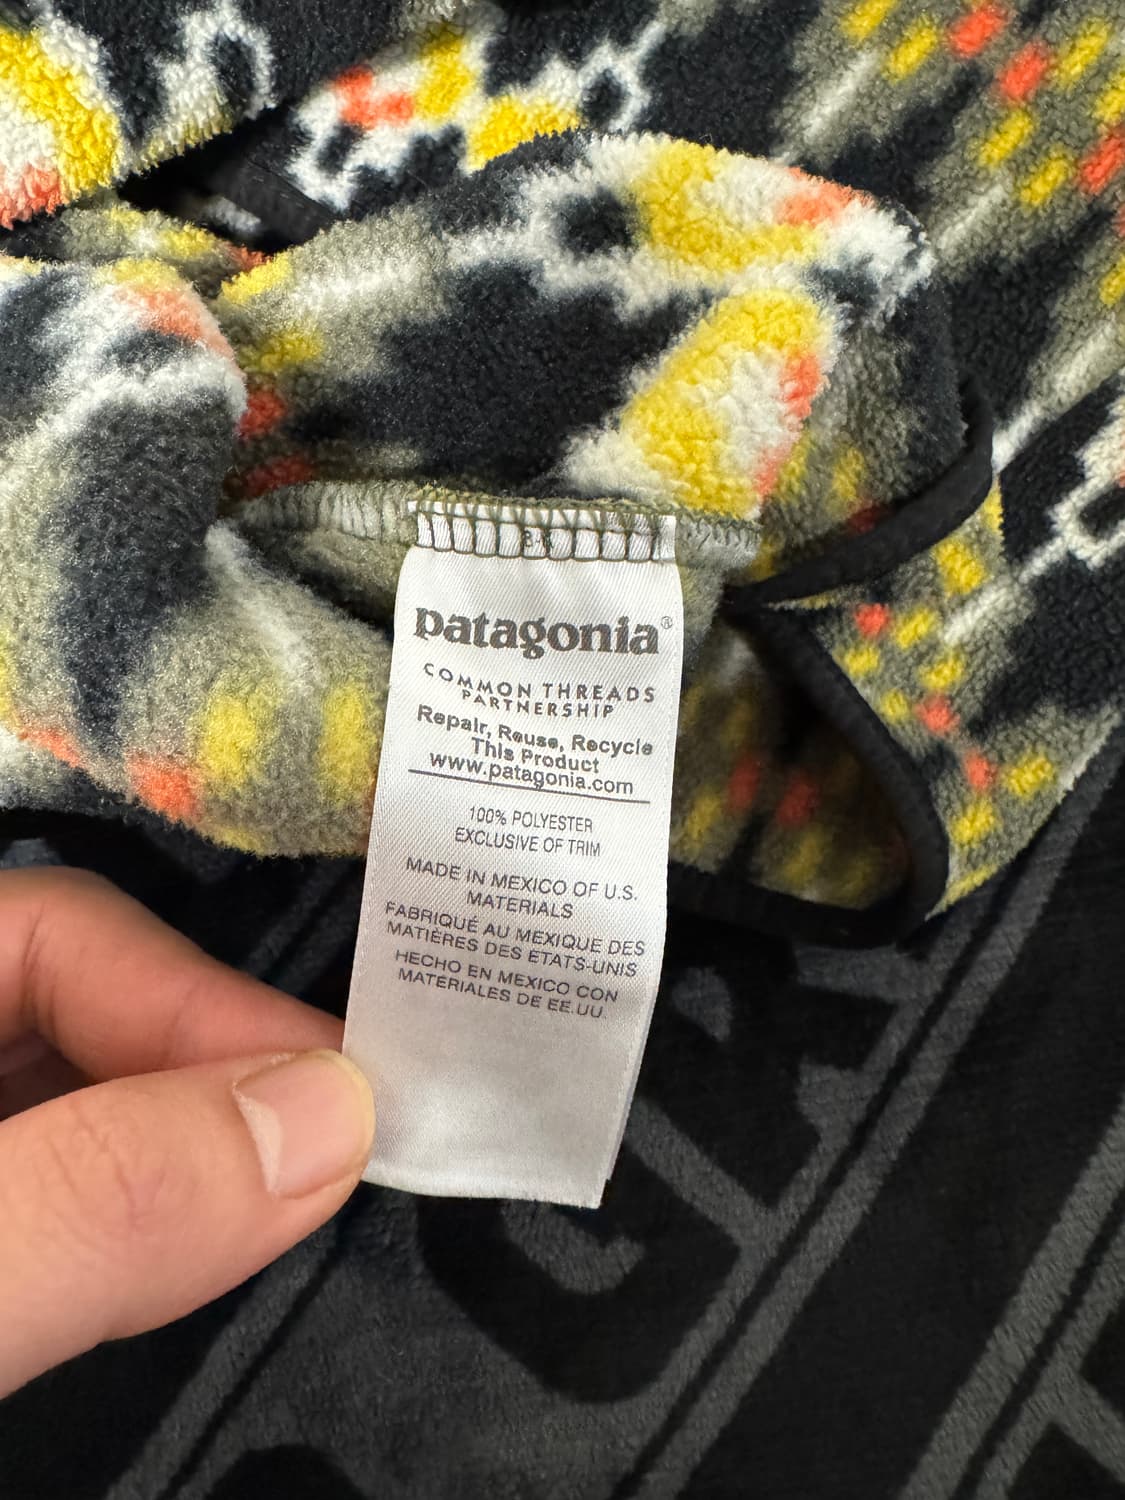 patagonia®
COMMON THREADS
PARTNERSHIP
Repair, Reuse, Recycle
This Product
www.patagonia.com
100% POLYESTER
EXCLUSIVE OF TRIM
MADE IN MEXICO OF U.S.
MATERIALS
FABRIQUÉ AU MEXIQUE DES
MATIÈRES DES ETATS-UNIS
HECHO EN MEXICO CON
MATERIALES DE EE.UU.